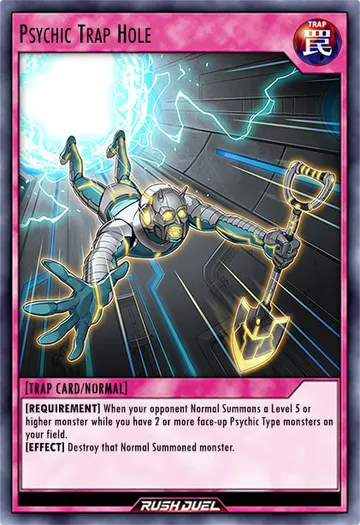 PSYCHIC TRAP HOLE
TRAP
罠
[TRAP CARD/NORMAL]
[REQUIREMENT] When your opponent Normal Summons a Level 5 or
higher monster while you have 2 or more face-up Psychic Type monsters on
your field.
[EFFECT] Destroy that Normal Summoned monster.
RUSH DUEL